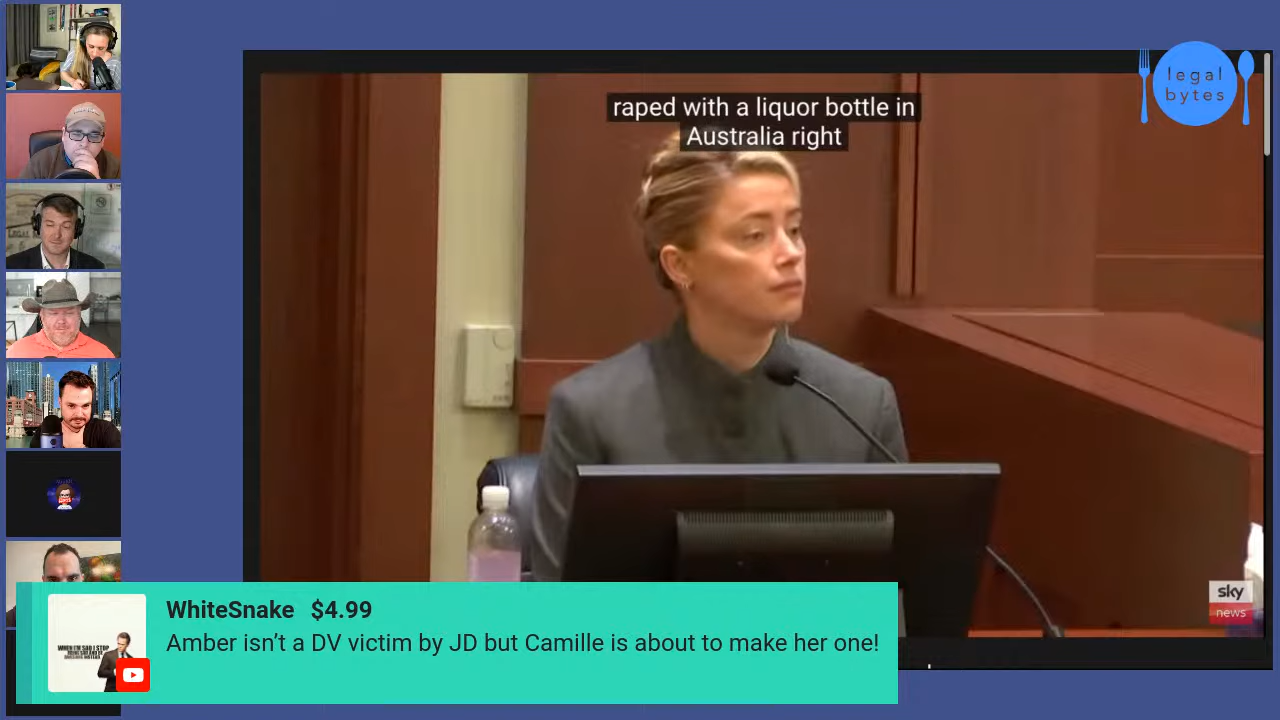 raped with a liquor bottle in
Australia right
legal
bytes
sky
news
WhiteSnake $4.99
Amber isn’t a DV victim by JD but Camille is about to make her one!